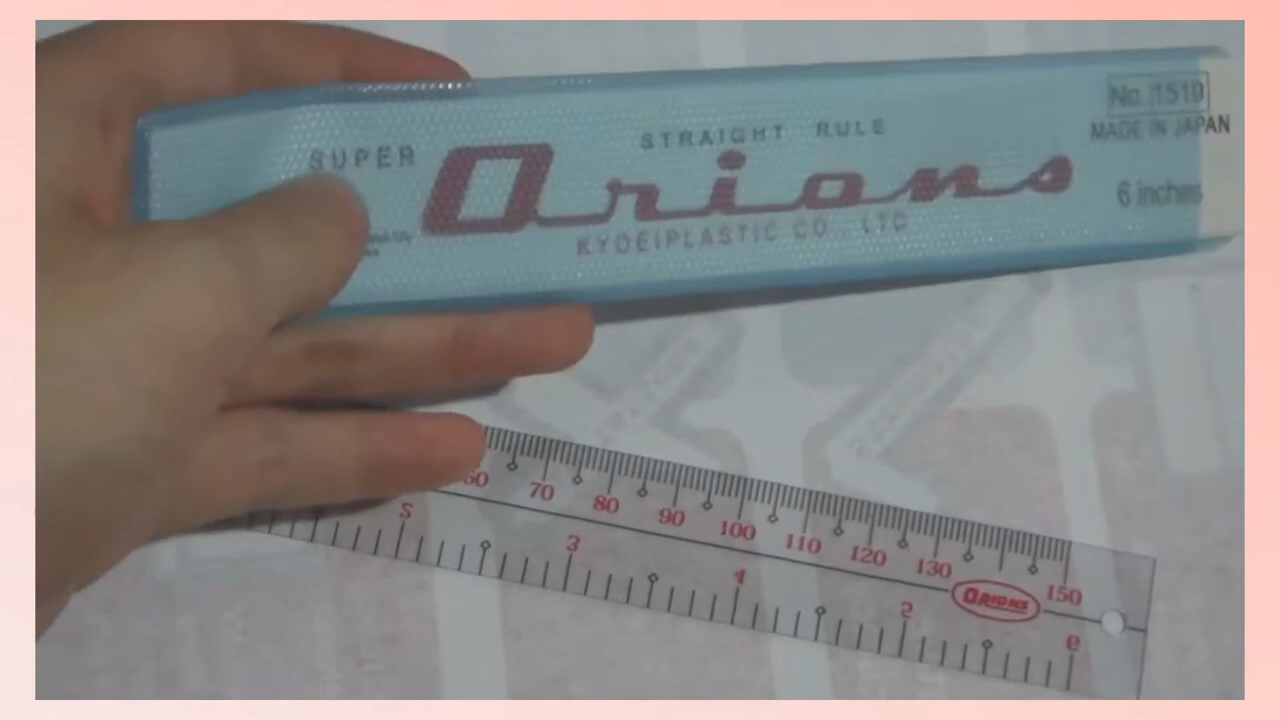 SUPER
STRAIGHT RULE
Orions
KYOEIPLASTIC CO. LTD
No. 1510
MADE IN JAPAN
6 inches
60 70 80 90 100 110 120 130 150
ORIONS
2 3 4 5 6